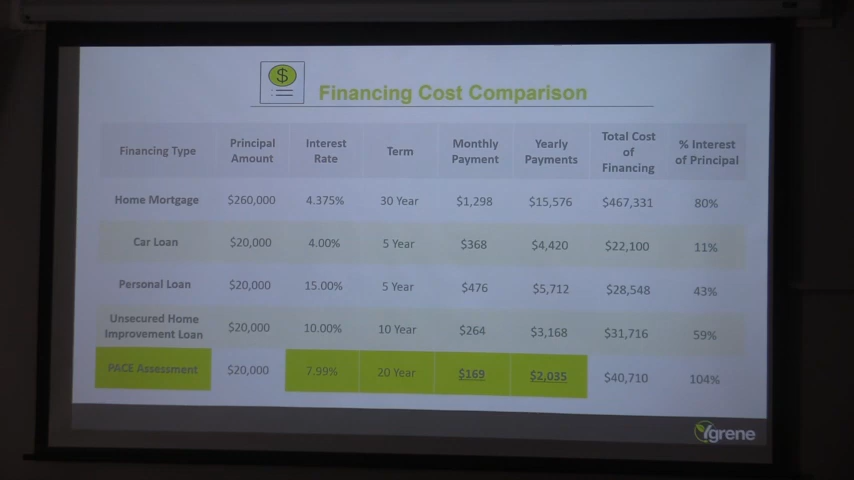 $
Financing Cost Comparison
Financing Type Principal Amount Interest Rate Term Monthly Payment Yearly Payments Total Cost of Financing % Interest of Principal
Home Mortgage $260,000 4.375% 30 Year $1,298 $15,576 $467,331 80%
Car Loan $20,000 4.00% 5 Year $368 $4,420 $22,100 11%
Personal Loan $20,000 15.00% 5 Year $476 $5,712 $28,548 43%
Unsecured Home Improvement Loan $20,000 10.00% 10 Year $264 $3,168 $31,716 59%
PACE Assessment $20,000 7.99% 20 Year $169 $2,035 $40,710 104%
Ygrene